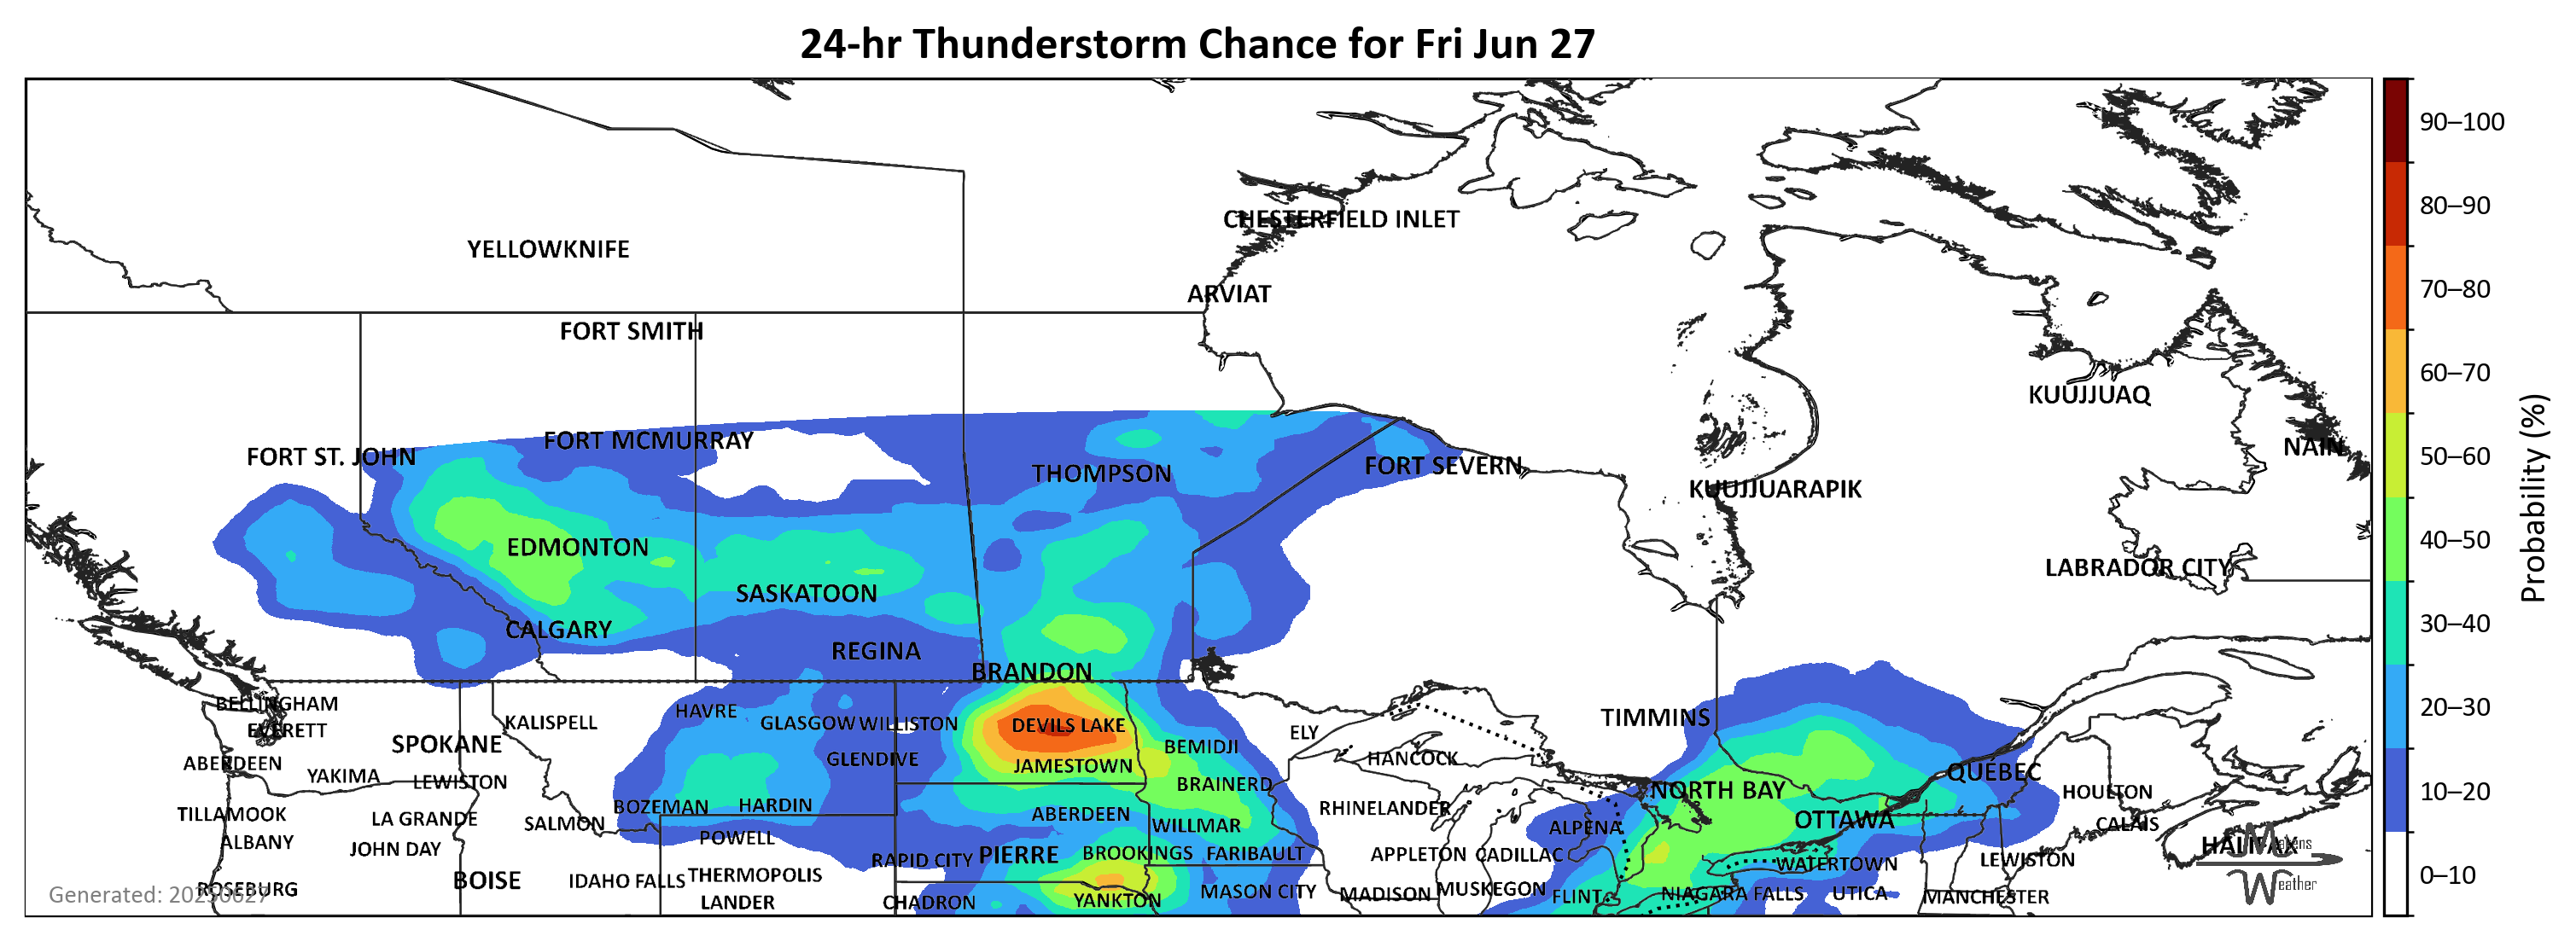 24-hr Thunderstorm Chance for Fri Jun 27
90–100
80–90
70–80
60–70
50–60
40–50
30–40
20–30
10–20
0–10
Probability (%)
CHESTERFIELD INLET
YELLOWKNIFE
ARVIAT
FORT SMITH
KUUJJUAQ
FORT MCMURRAY
NAIN
FORT ST. JOHN
FORT SEVERN
THOMPSON
KUUJJUARAPIK
EDMONTON
LABRADOR CITY
SASKATOON
CALGARY
REGINA
BRANDON
BELLINGHAM
HAVRE
TIMMINS
KALISPELL
GLASGOW
WILLISTON
DEVILS LAKE
EVERETT
ELY
SPOKANE
BEMIDJI
HANCOCK
GLENDIVE
ABERDEEN
JAMESTOWN
QUÉBEC
YAKIMA
LEWISTON
BRAINERD
NORTH BAY
HOULTON
BOZEMAN
HARDIN
RHINELANDER
TILLAMOOK
LA GRANDE
SALMON
ABERDEEN
WILLMAR
ALPENA
OTTAWA
CALAIS
POWELL
ALBANY
JOHN DAY
HALIFAX
RAPID CITY
PIERRE
BROOKINGS
FARIBAULT
APPLETON
CADILLAC
WATERTOWN
LEWISTON
THERMOPOLIS
BOISE
IDAHO FALLS
ROSEBURG
MASON CITY
MADISON
MUSKEGON
FLINT
NIAGARA FALLS
UTICA
MANCHESTER
LANDER
CHADRON
YANKTON
Generated: 20250627
Weather